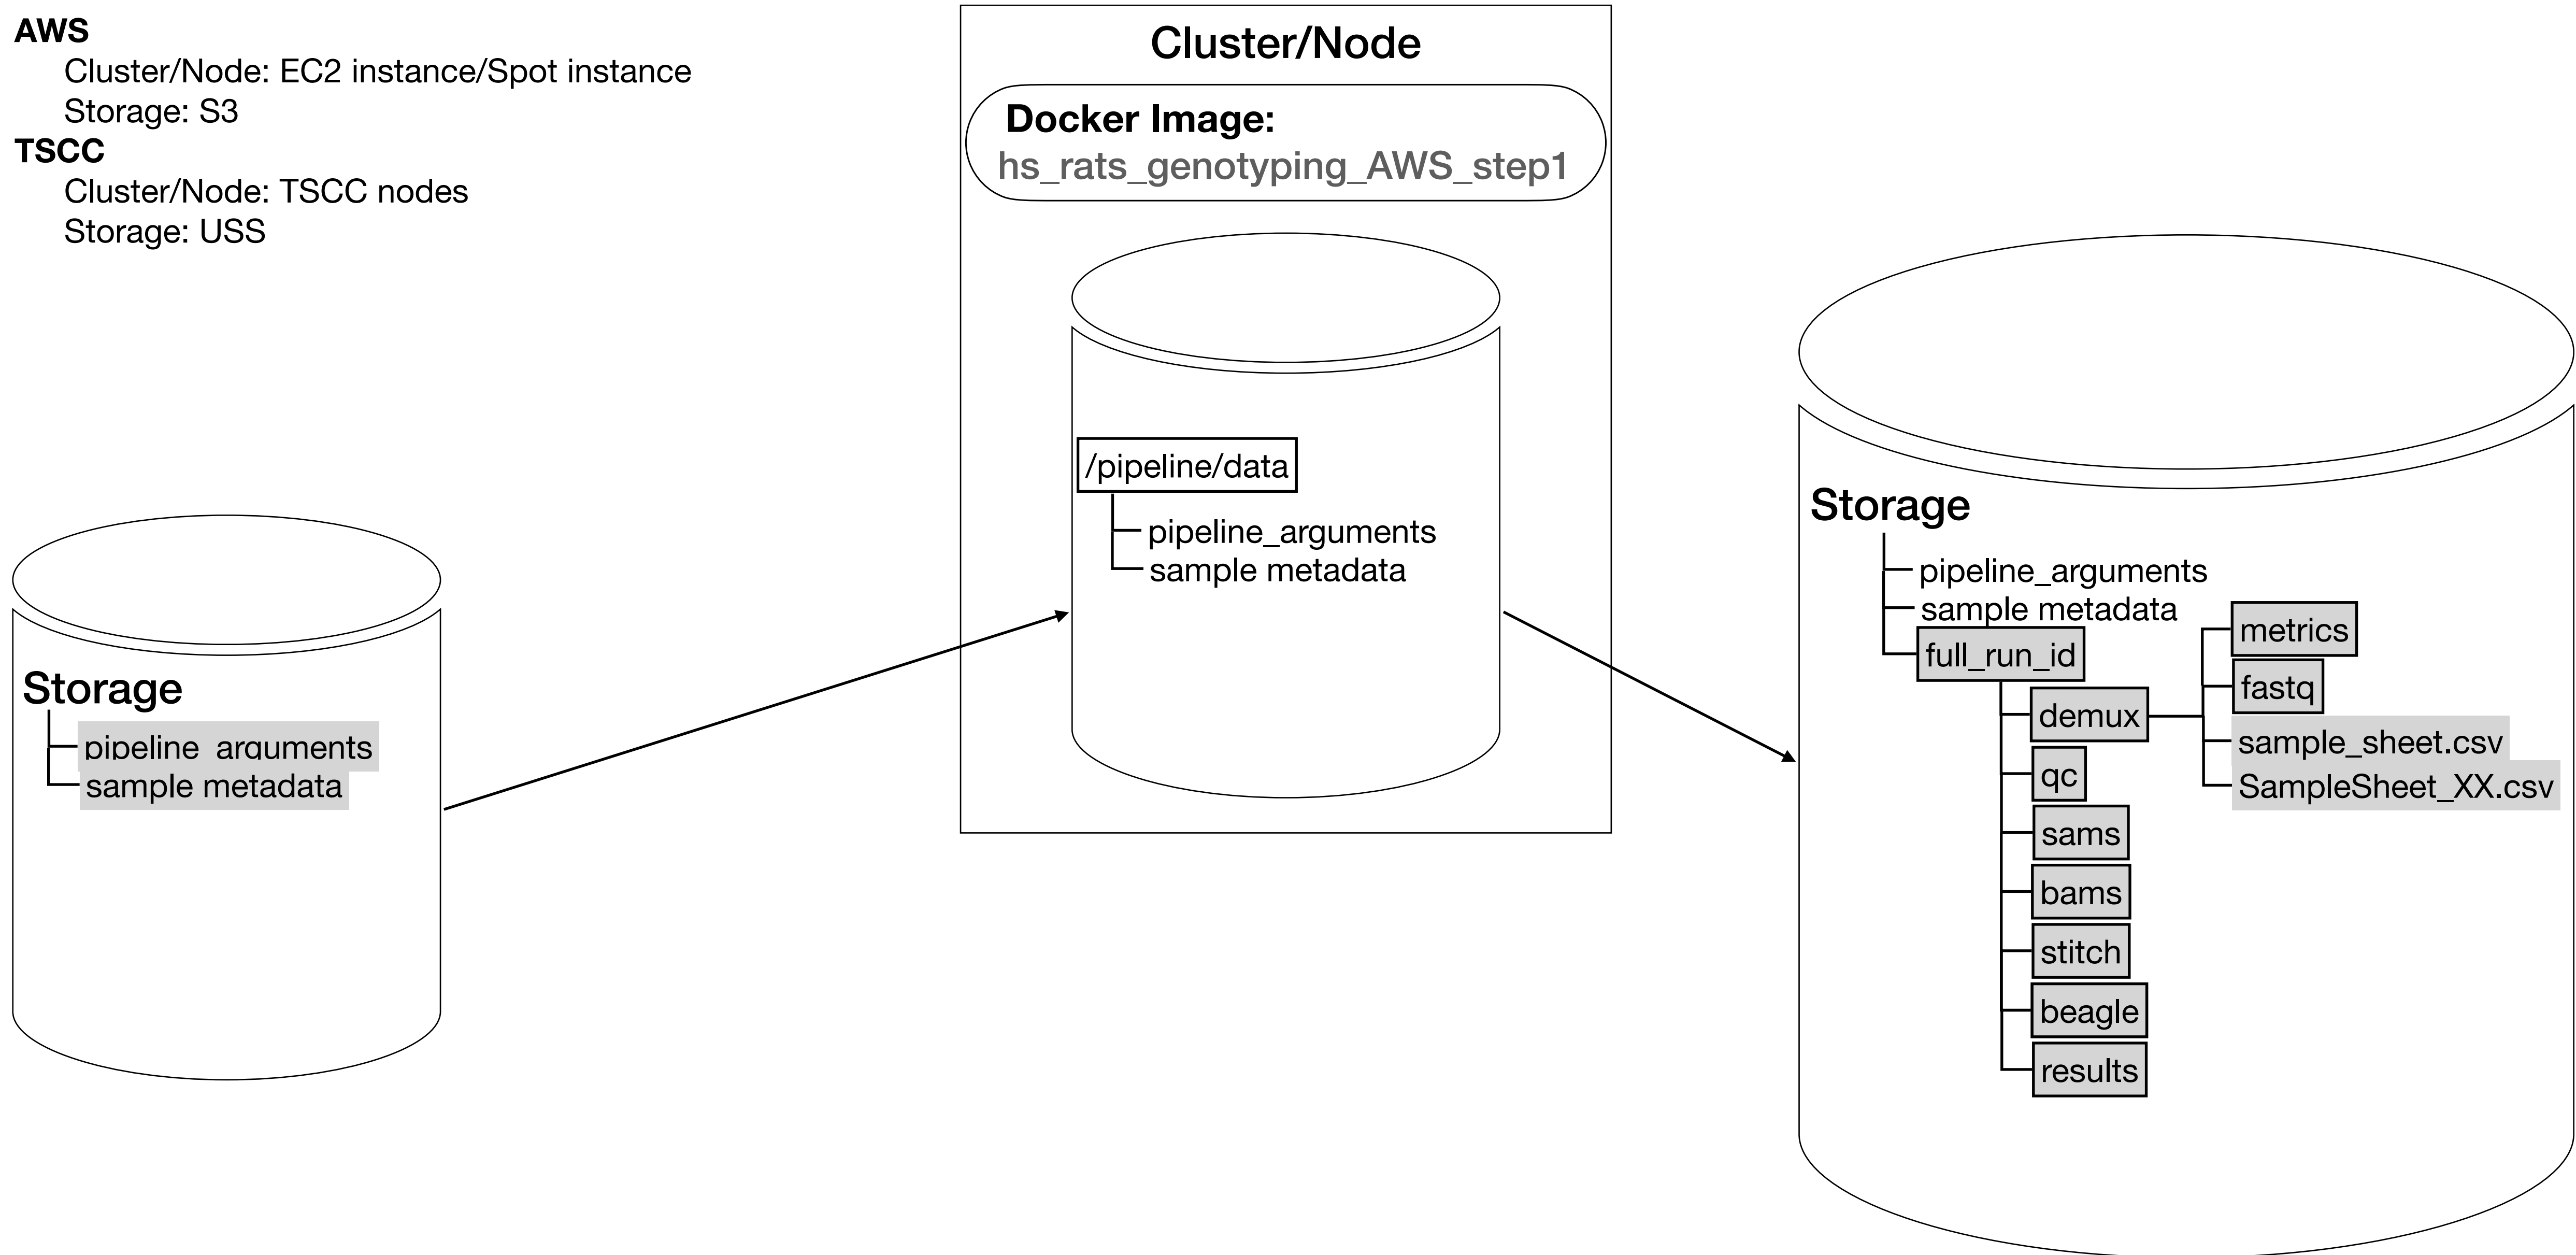 AWS
Cluster/Node: EC2 instance/Spot instance
Storage: S3
TSCC
Cluster/Node: TSCC nodes
Storage: USS
Cluster/Node
Docker Image:
hs_rats_genotyping_AWS_step1
/pipeline/data
pipeline_arguments
sample metadata
Storage
pipeline_arguments
sample metadata
Storage
pipeline_arguments
sample metadata
full_run_id
demux
qc
sams
bams
stitch
beagle
results
metrics
fastq
sample_sheet.csv
SampleSheet_XX.csv